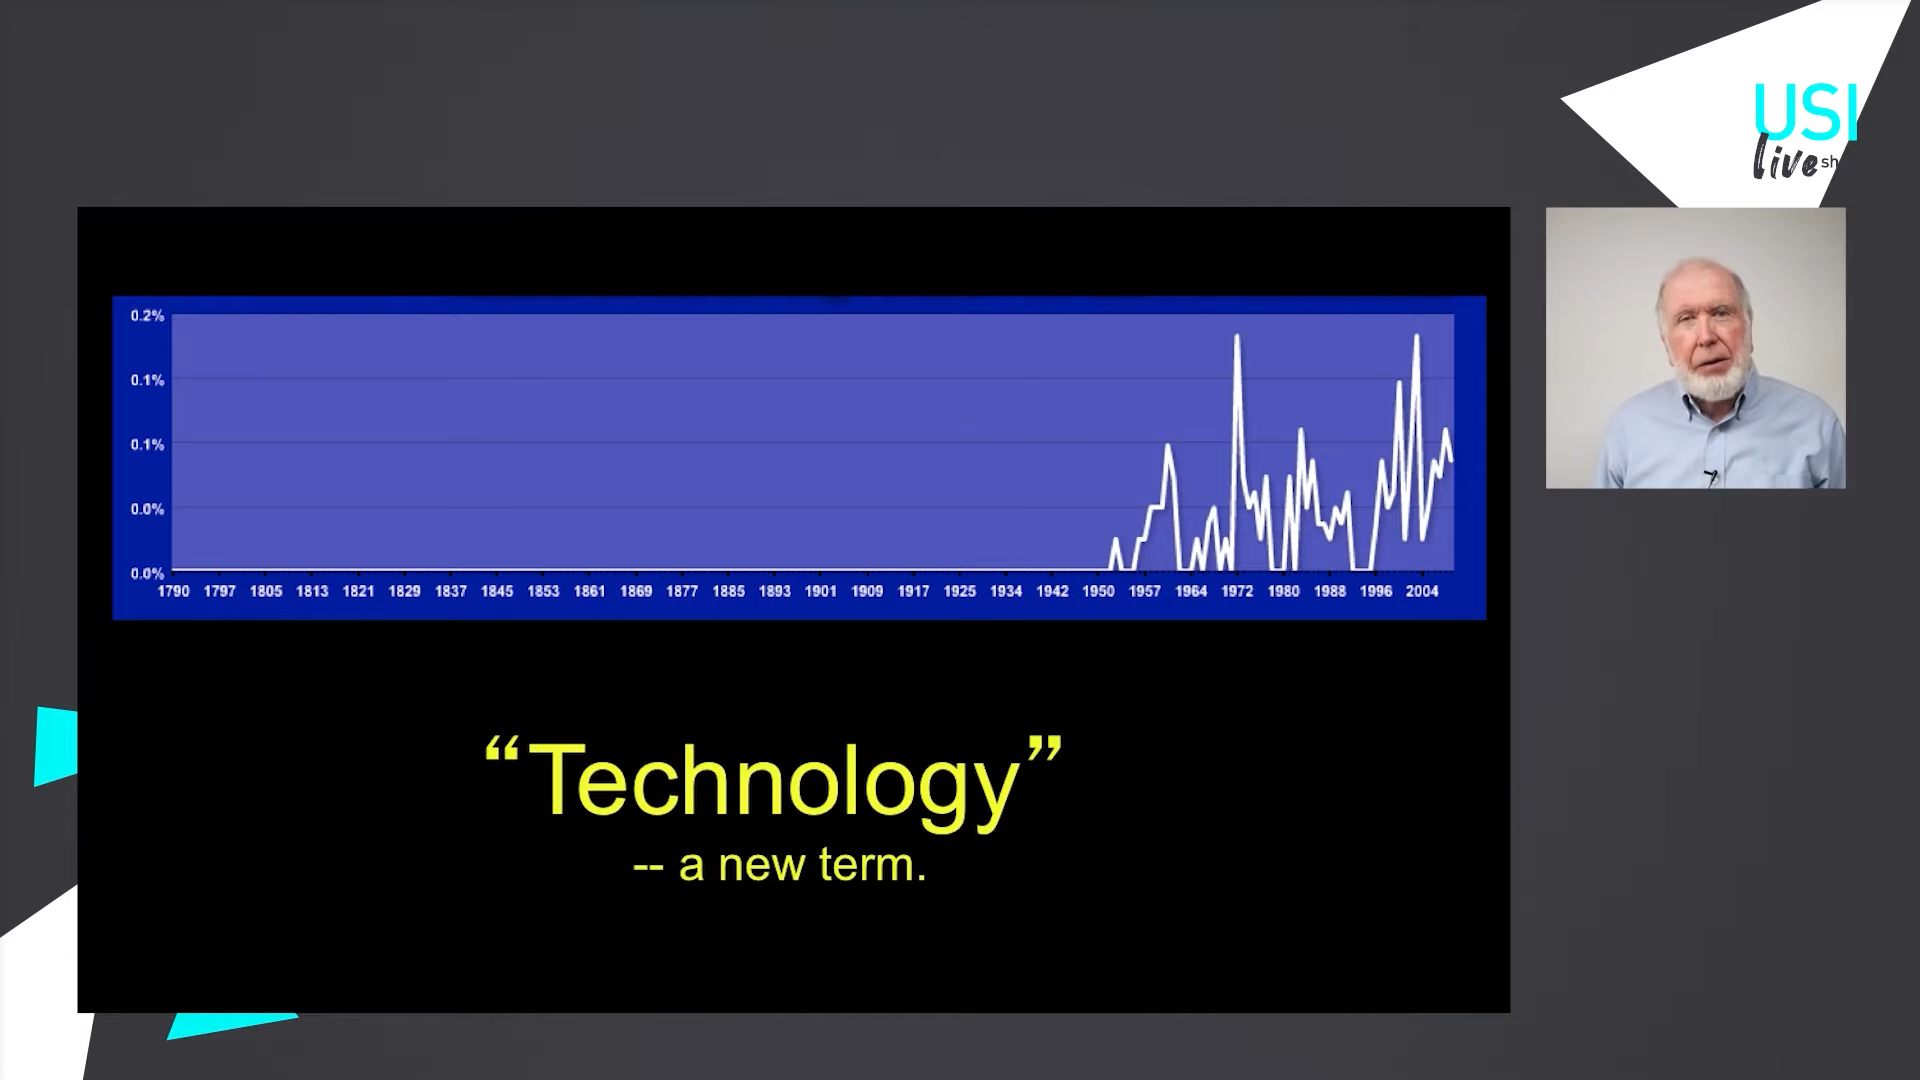 USI
live sh
0.2%
0.1%
0.1%
0.0%
0.0%
1790 1797 1805 1813 1821 1829 1837 1845 1853 1861 1869 1877 1885 1893 1901 1909 1917 1925 1934 1942 1950 1957 1964 1972 1980 1988 1996 2004
“Technology”
-- a new term.